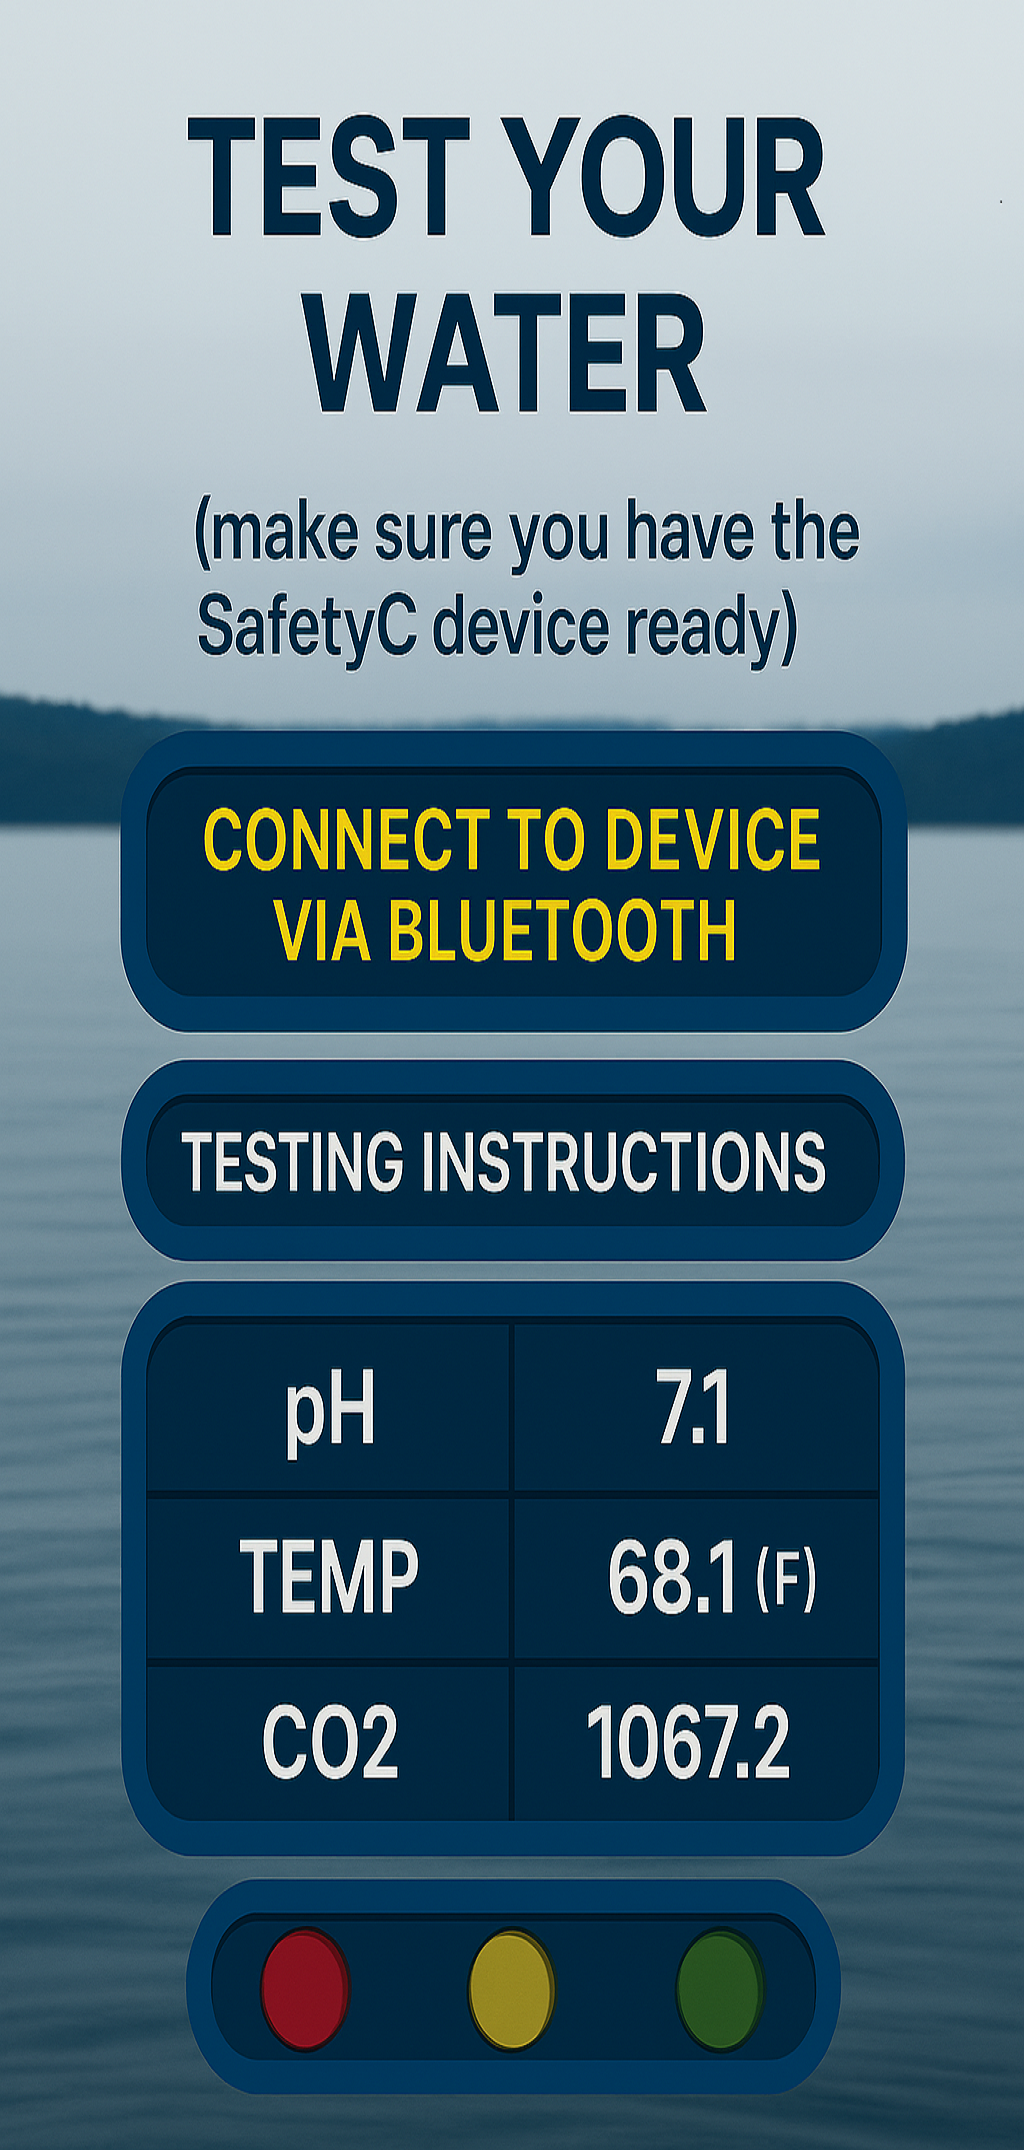 TEST YOUR
WATER
(make sure you have the
SafetyC device ready)
CONNECT TO DEVICE
VIA BLUETOOTH
TESTING INSTRUCTIONS
pH 7.1
TEMP 68.1 (F)
CO2 1067.2